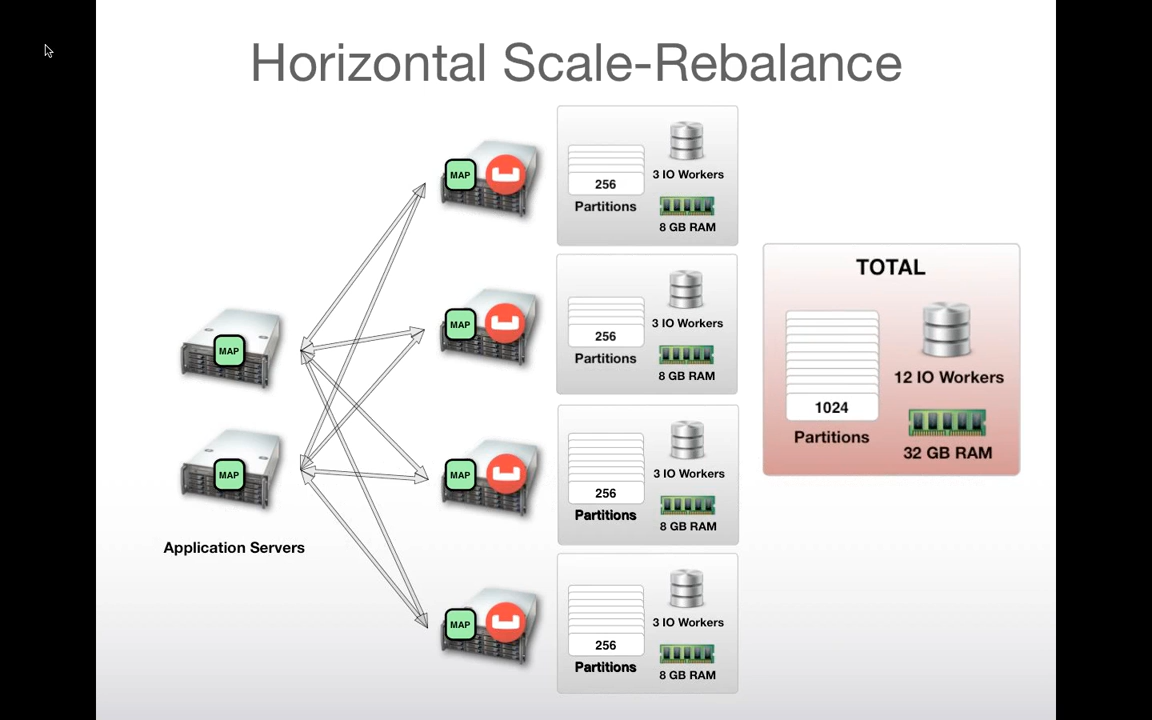 Horizontal Scale-Rebalance
MAP
256
Partitions
3 IO Workers
8 GB RAM
MAP
256
Partitions
3 IO Workers
8 GB RAM
MAP
256
Partitions
3 IO Workers
8 GB RAM
MAP
256
Partitions
3 IO Workers
8 GB RAM
MAP
MAP
Application Servers
TOTAL
1024
Partitions
12 IO Workers
32 GB RAM